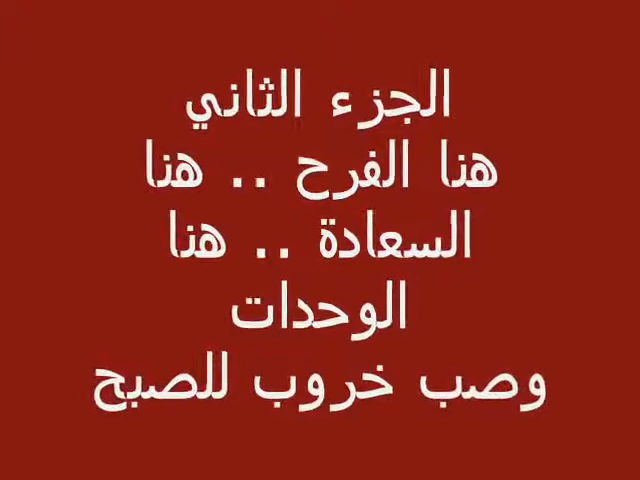 الجزء الثاني
هنا الفرح .. هنا
السعادة .. هنا
الوحدات
وصب خروب للصبح